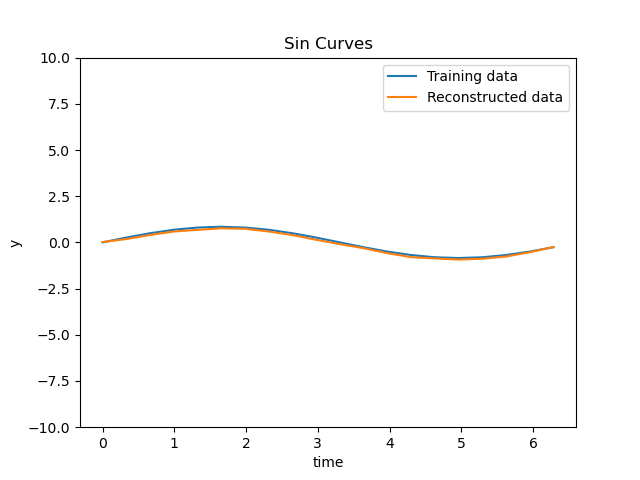 Sin Curves
Training data
Reconstructed data
10.0
7.5
5.0
2.5
0.0
−2.5
−5.0
−7.5
−10.0
y
0 1 2 3 4 5 6
time